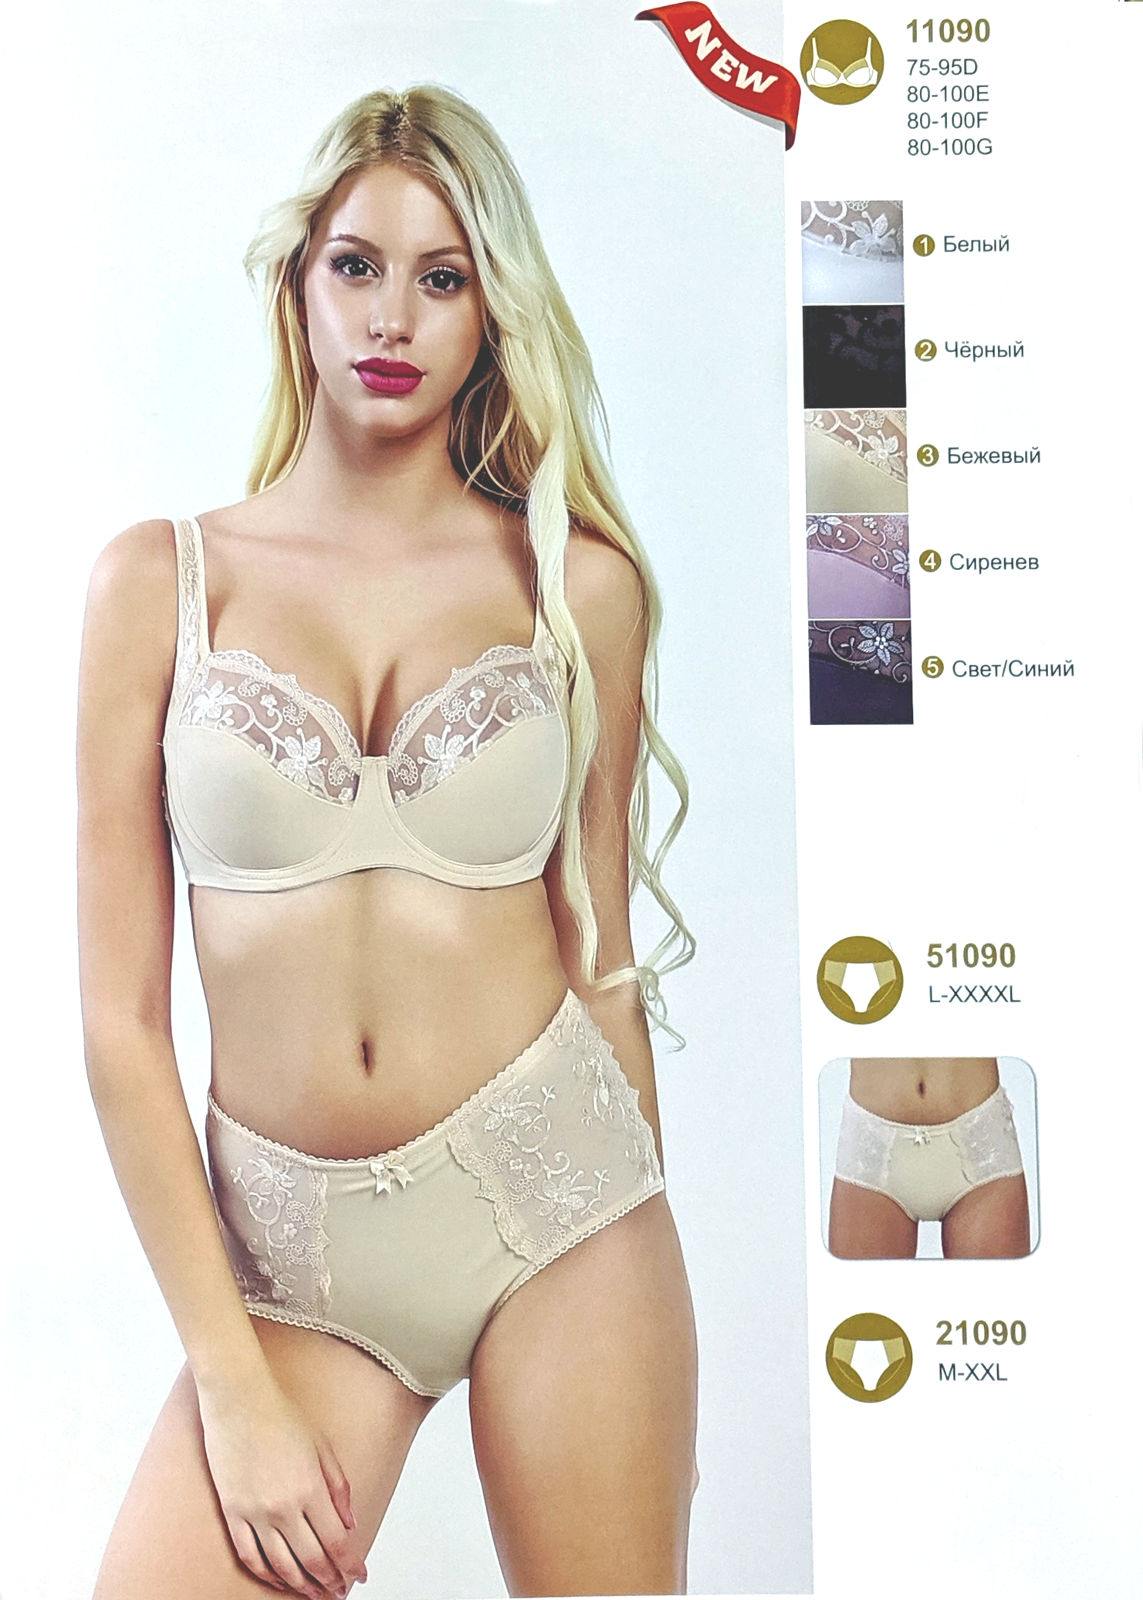 NEW
11090
75-95D
80-100E
80-100F
80-100G
1 Белый
2 Чёрный
3 Бежевый
4 Сиренев
5 Свет/Синий
51090
L-XXXXL
21090
M-XXL